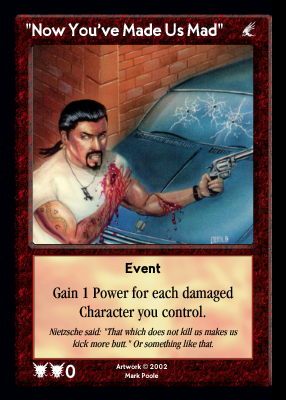 "Now You've Made Us Mad"
Event
Gain 1 Power for each damaged
Character you control.
Nietzsche said: "That which does not kill us makes us
kick more butt." Or something like that.
0
Artwork © 2002
Mark Poole